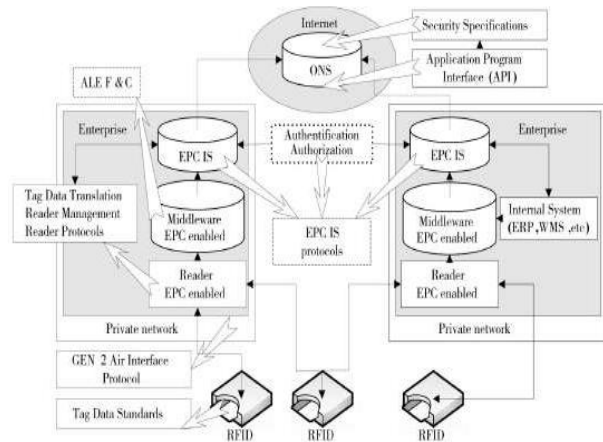 Internet
Security Specifications
ONS
Application Program
Interface (API)
ALE F & C
Enterprise
Enterprise
EPC IS
Authentification
Authorization
EPC IS
Tag Data Translation
Reader Management
Reader Protocols
Middleware
EPC enabled
EPC IS
protocols
Middleware
EPC enabled
Internal System
(ERP ,WMS .etc)
Reader
EPC enabled
Reader
EPC enabled
Private network
Private network
GEN 2 Air Interface
Protocol
Tag Data Standards
RFID
RFID
RFID